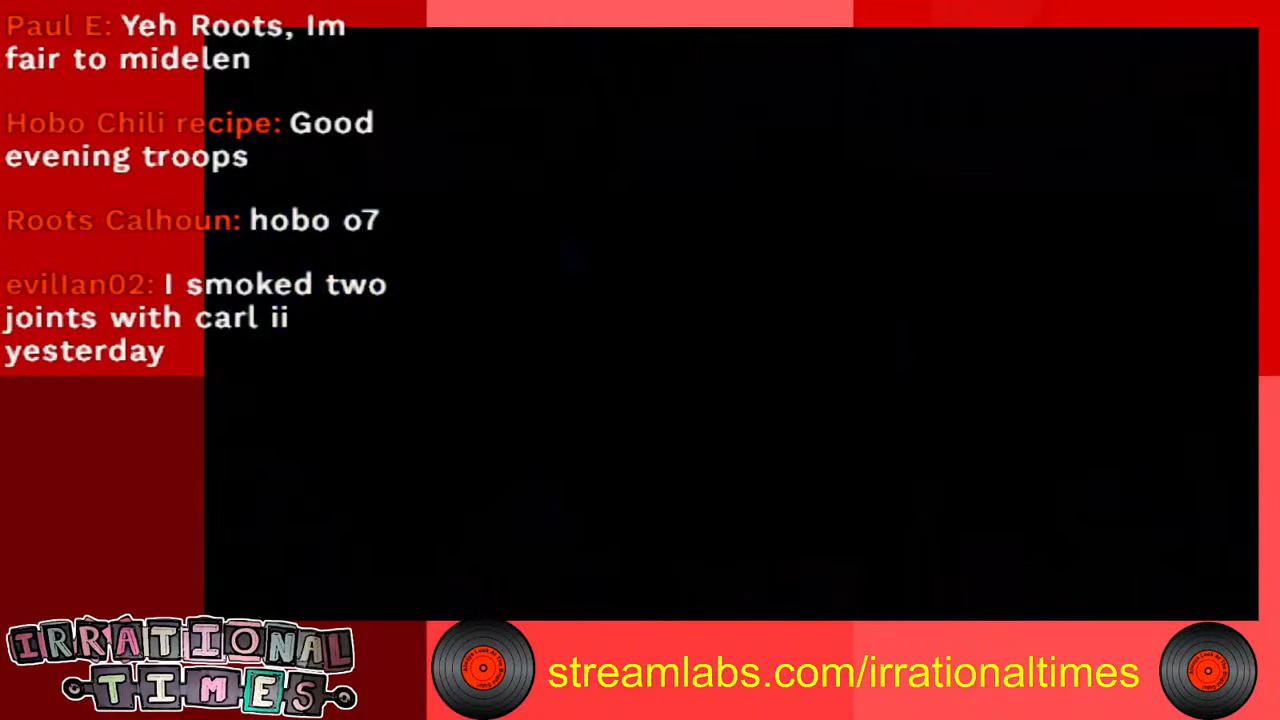 Paul E: Yeh Roots, Im
fair to midelen
Hobo Chili recipe: Good
evening troops
Roots Calhoun: hobo o7
evilIan02: I smoked two
joints with carl ii
yesterday
IRRATIONAL
TIMES
streamlabs.com/irrationaltimes